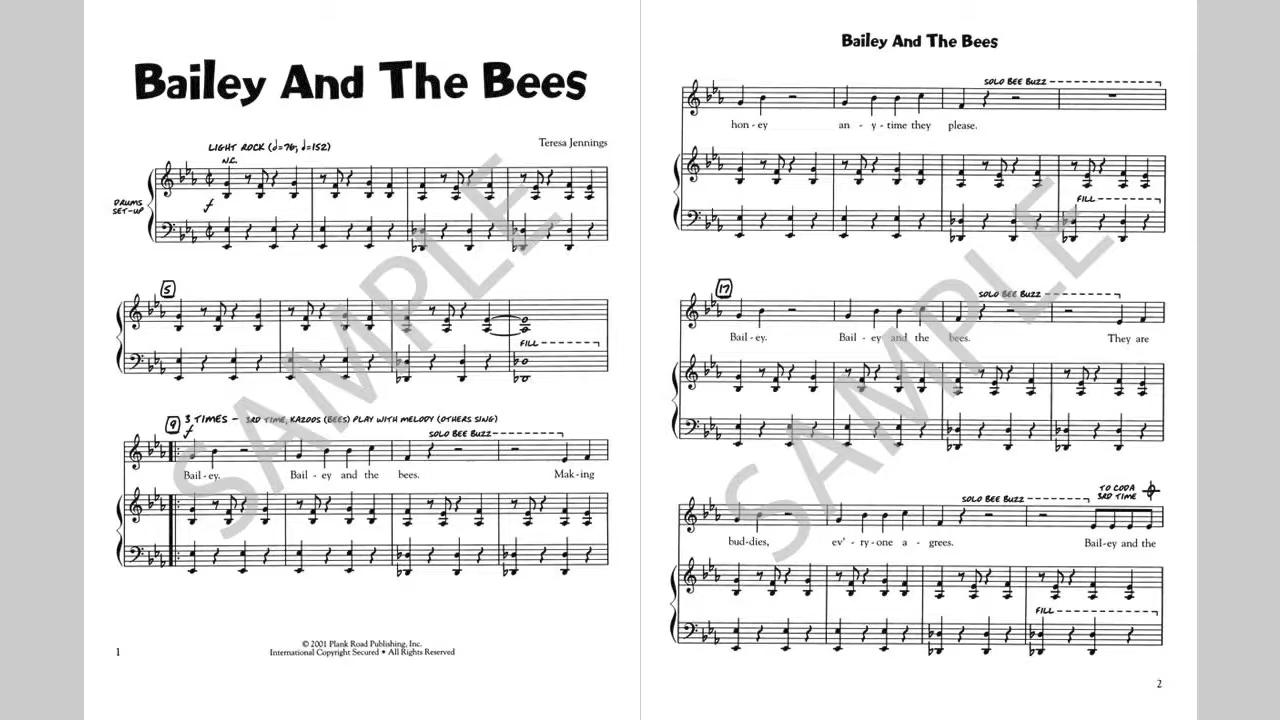 Bailey And The Bees
Teresa Jennings
LIGHT ROCK (𝅗𝅥=76, ♩=152)
N.C.
DRUMS
SET-UP
f
5
FILL
9
3 TIMES – 3RD TIME, KAZOOS (BEES) PLAY WITH MELODY (OTHERS SING)
f
SOLO BEE BUZZ
Bail - ey. Bail - ey and the bees. Mak - ing
© 2001 Plank Road Publishing, Inc.
International Copyright Secured • All Rights Reserved
1
SAMPLE
Bailey And The Bees
SOLO BEE BUZZ
hon - ey an - y - time they please.
FILL
17
SOLO BEE BUZZ
Bail - ey. Bail - ey and the bees. They are
TO CODA
3RD TIME
SOLO BEE BUZZ
bud-dies, ev' - ry - one a - grees. Bail-ey and the
FILL
2
SAMPLE